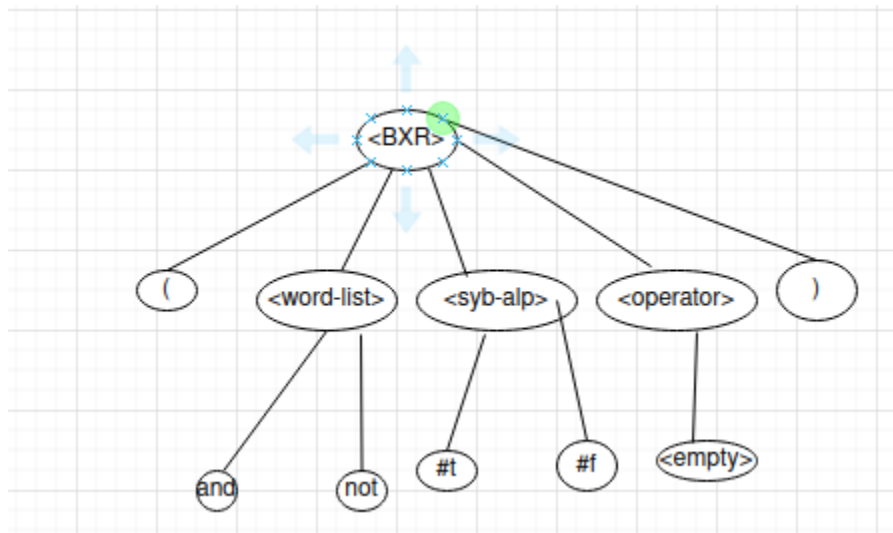 <BXR>
( <word-list> <syb-alp> <operator> )
and not #t #f <empty>